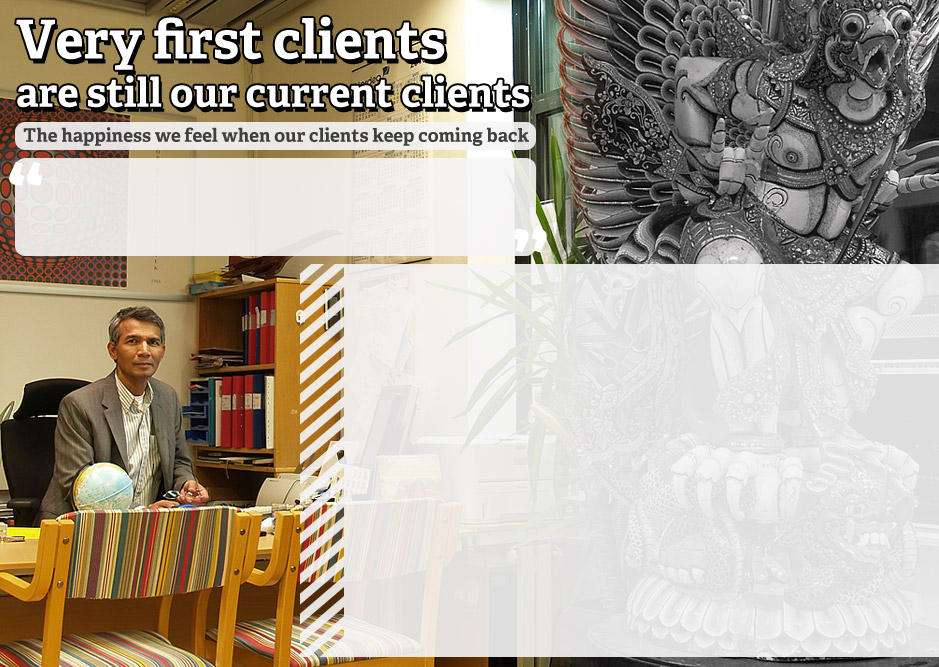 Very first clients
are still our current clients
The happiness we feel when our clients keep coming back
“
”